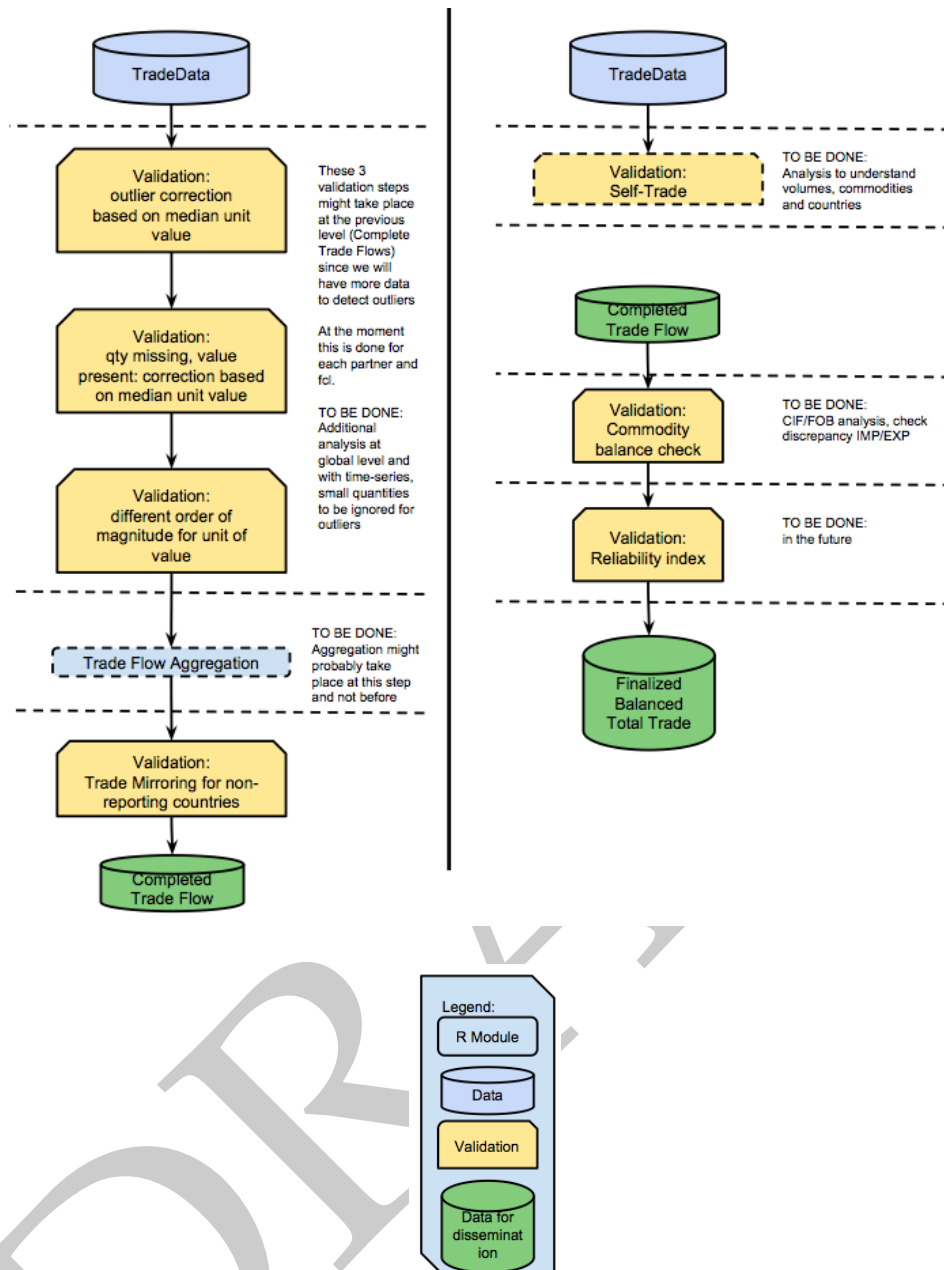 TradeData
Validation:
outlier correction
based on median unit
value
These 3
validation steps
might take place
at the previous
level (Complete
Trade Flows)
since we will
have more data
to detect outliers
At the moment
this is done for
each partner and
fcl.
TO BE DONE:
Additional
analysis at
global level and
with time-series,
small quantities
to be ignored for
outliers
Validation:
qty missing, value
present: correction based
on median unit value
Validation:
different order of
magnitude for unit of
value
Trade Flow Aggregation
TO BE DONE:
Aggregation might
probably take
place at this step
and not before
Validation:
Trade Mirroring for non-
reporting countries
Completed
Trade Flow
TradeData
Validation:
Self-Trade
TO BE DONE:
Analysis to understand
volumes, commodities
and countries
Completed
Trade Flow
Validation:
Commodity
balance check
TO BE DONE:
CIF/FOB analysis, check
discrepancy IMP/EXP
Validation:
Reliability index
TO BE DONE:
in the future
Finalized
Balanced
Total Trade
Legend:
R Module
Data
Validation
Data for
disseminat
ion